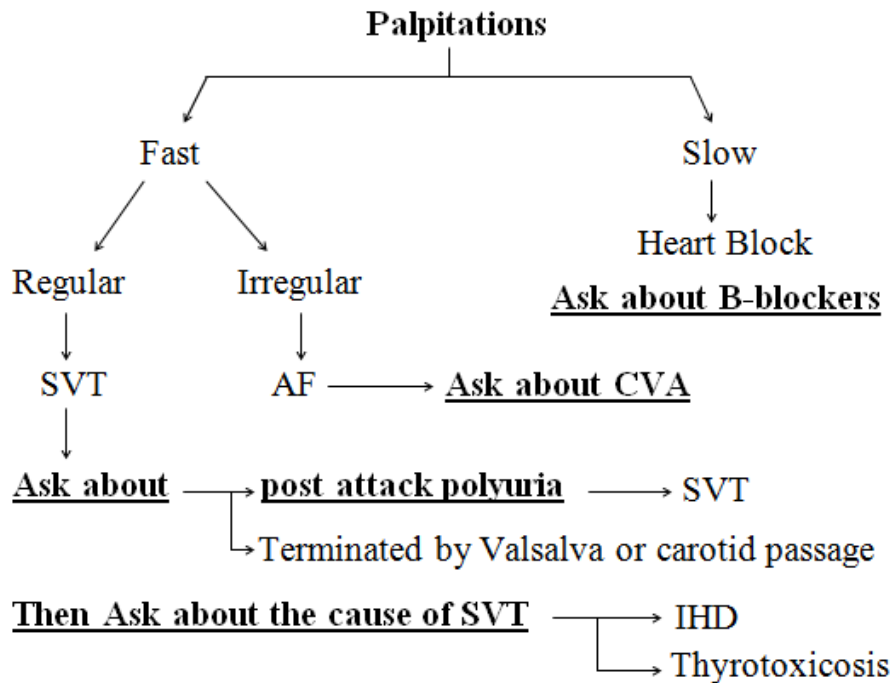 Palpitations
Fast
Slow
Heart Block
Regular
Irregular
Ask about B-blockers
SVT
AF
Ask about CVA
Ask about
post attack polyuria
SVT
Terminated by Valsalva or carotid passage
Then Ask about the cause of SVT
IHD
Thyrotoxicosis